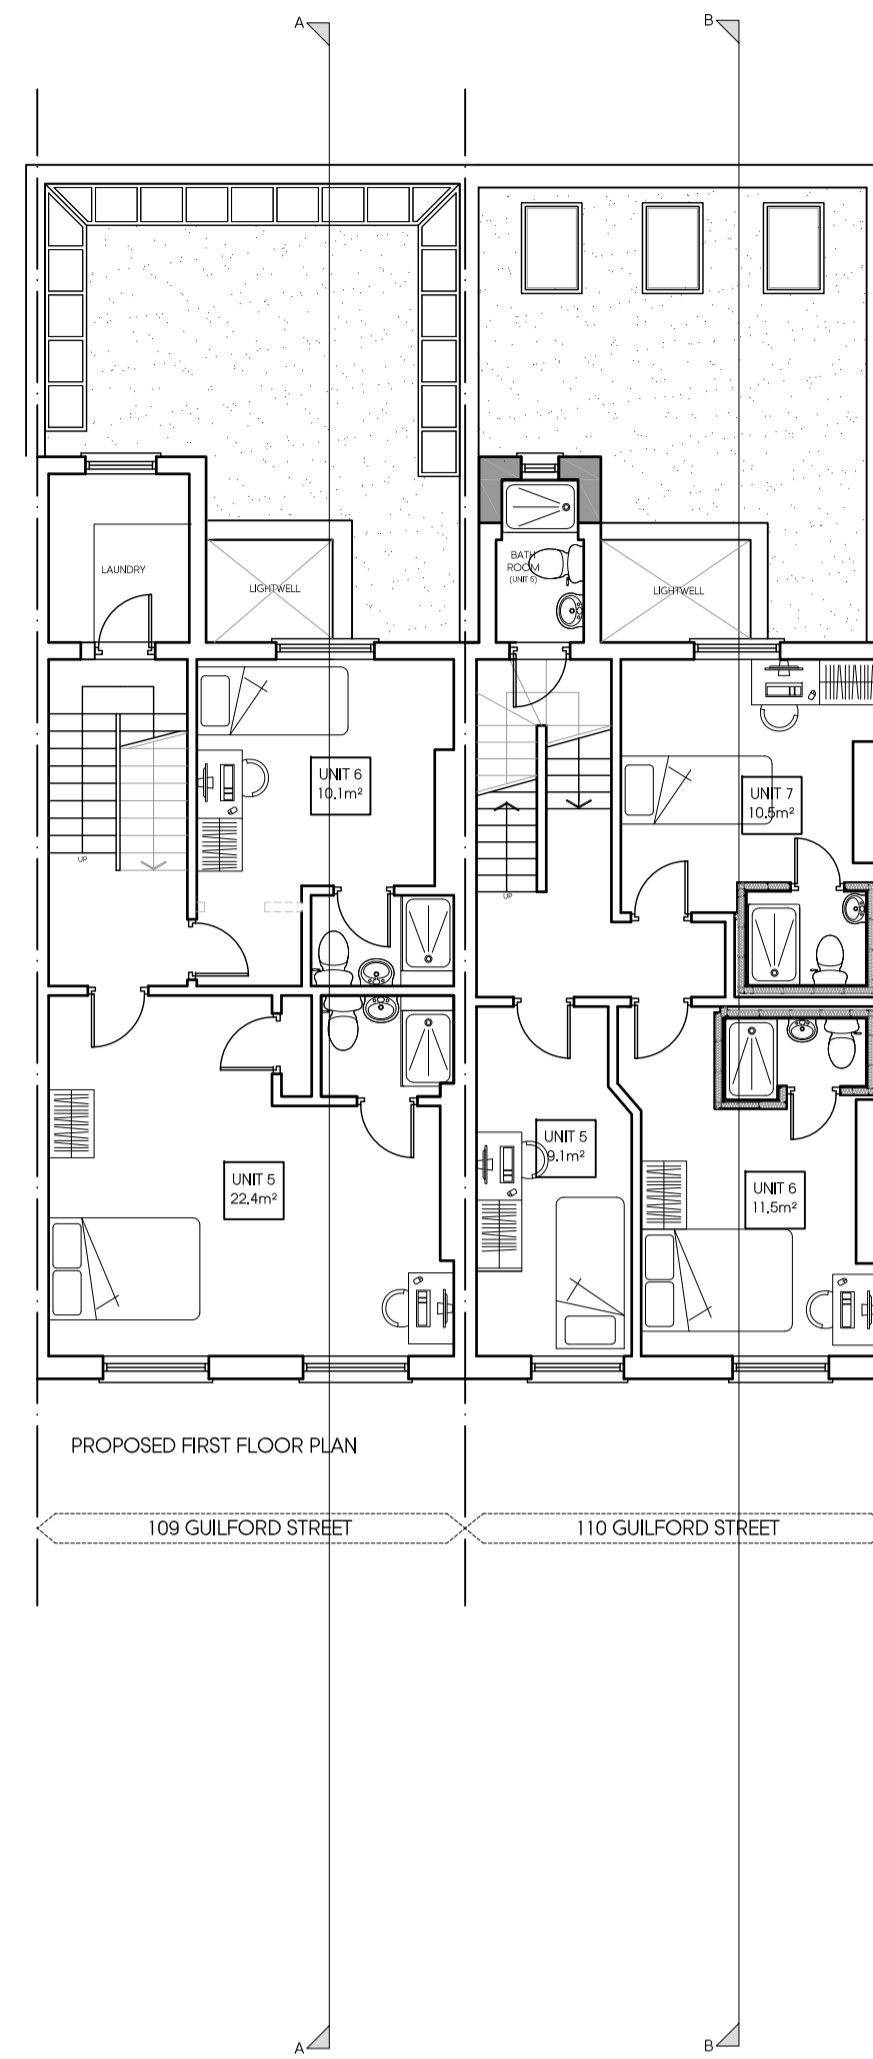 A
B
LAUNDRY
LIGHTWELL
BATH
ROOM
(UNIT 5)
LIGHTWELL
UNIT 6
10.1m²
UNIT 7
10.5m²
UP
UP
UNIT 5
9.1m²
UNIT 5
22.4m²
UNIT 6
11.5m²
PROPOSED FIRST FLOOR PLAN
109 GUILFORD STREET
110 GUILFORD STREET
A
B